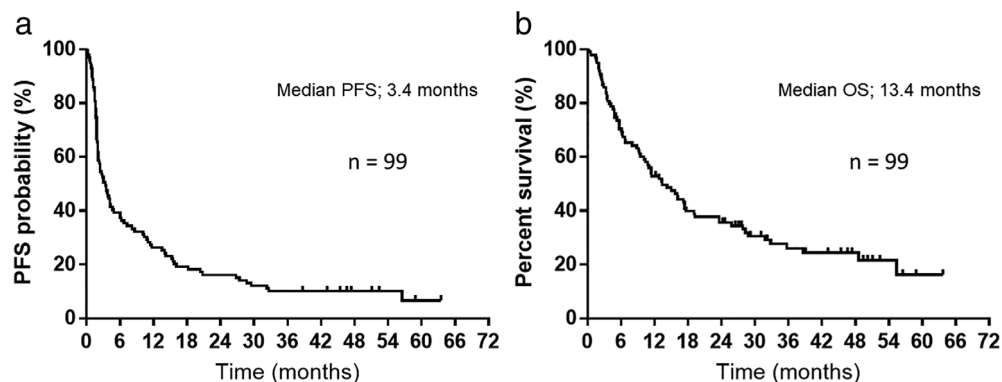 a
PFS probability (%)
100
80
60
40
20
0
Median PFS; 3.4 months
n = 99
0 6 12 18 24 30 36 42 48 54 60 66 72
Time (months)
b
Percent survival (%)
100
80
60
40
20
0
Median OS; 13.4 months
n = 99
0 6 12 18 24 30 36 42 48 54 60 66 72
Time (months)